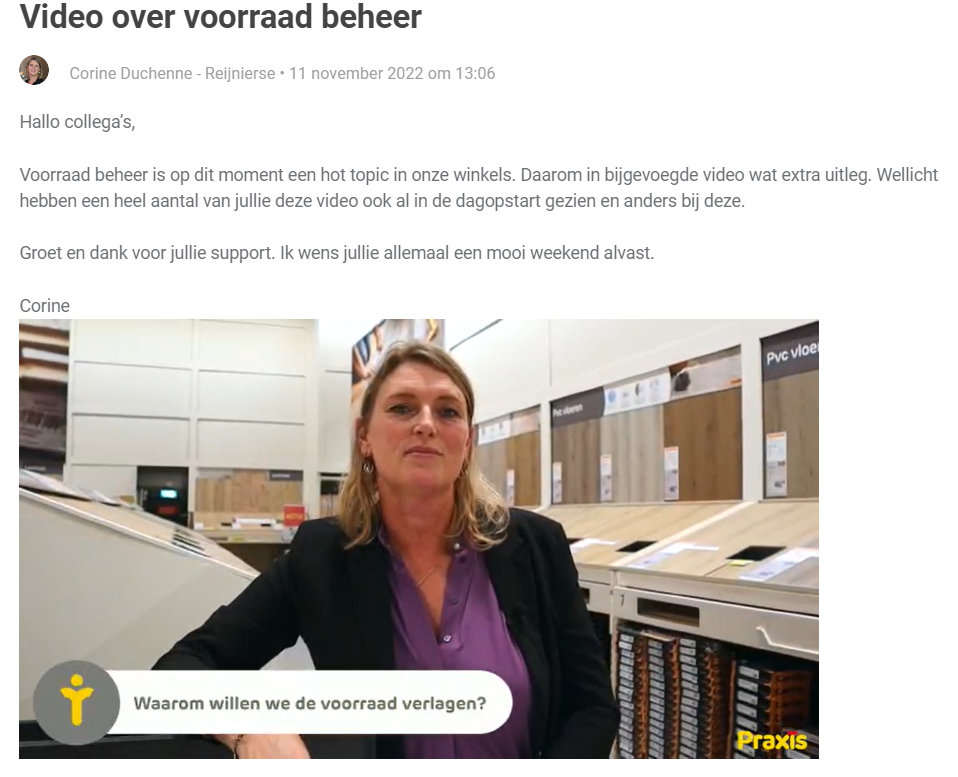 Video over voorraad beheer
Corine Duchenne - Reijnierse • 11 november 2022 om 13:06
Hallo collega’s,
Voorraad beheer is op dit moment een hot topic in onze winkels. Daarom in bijgevoegde video wat extra uitleg. Wellicht
hebben een heel aantal van jullie deze video ook al in de dagopstart gezien en anders bij deze.
Groet en dank voor jullie support. Ik wens jullie allemaal een mooi weekend alvast.
Corine
Pvc vloe
Pvc vloeren
1
Waarom willen we de voorraad verlagen?
Praxis